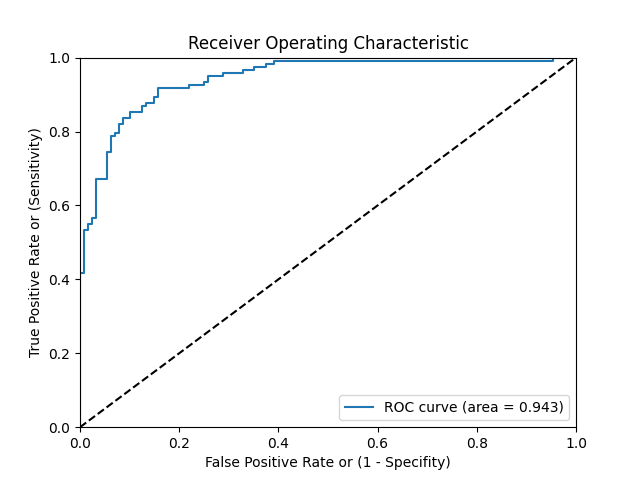 Receiver Operating Characteristic
1.0
0.8
0.6
0.4
0.2
0.0
True Positive Rate or (Sensitivity)
ROC curve (area = 0.943)
0.0 0.2 0.4 0.6 0.8 1.0
False Positive Rate or (1 - Specifity)